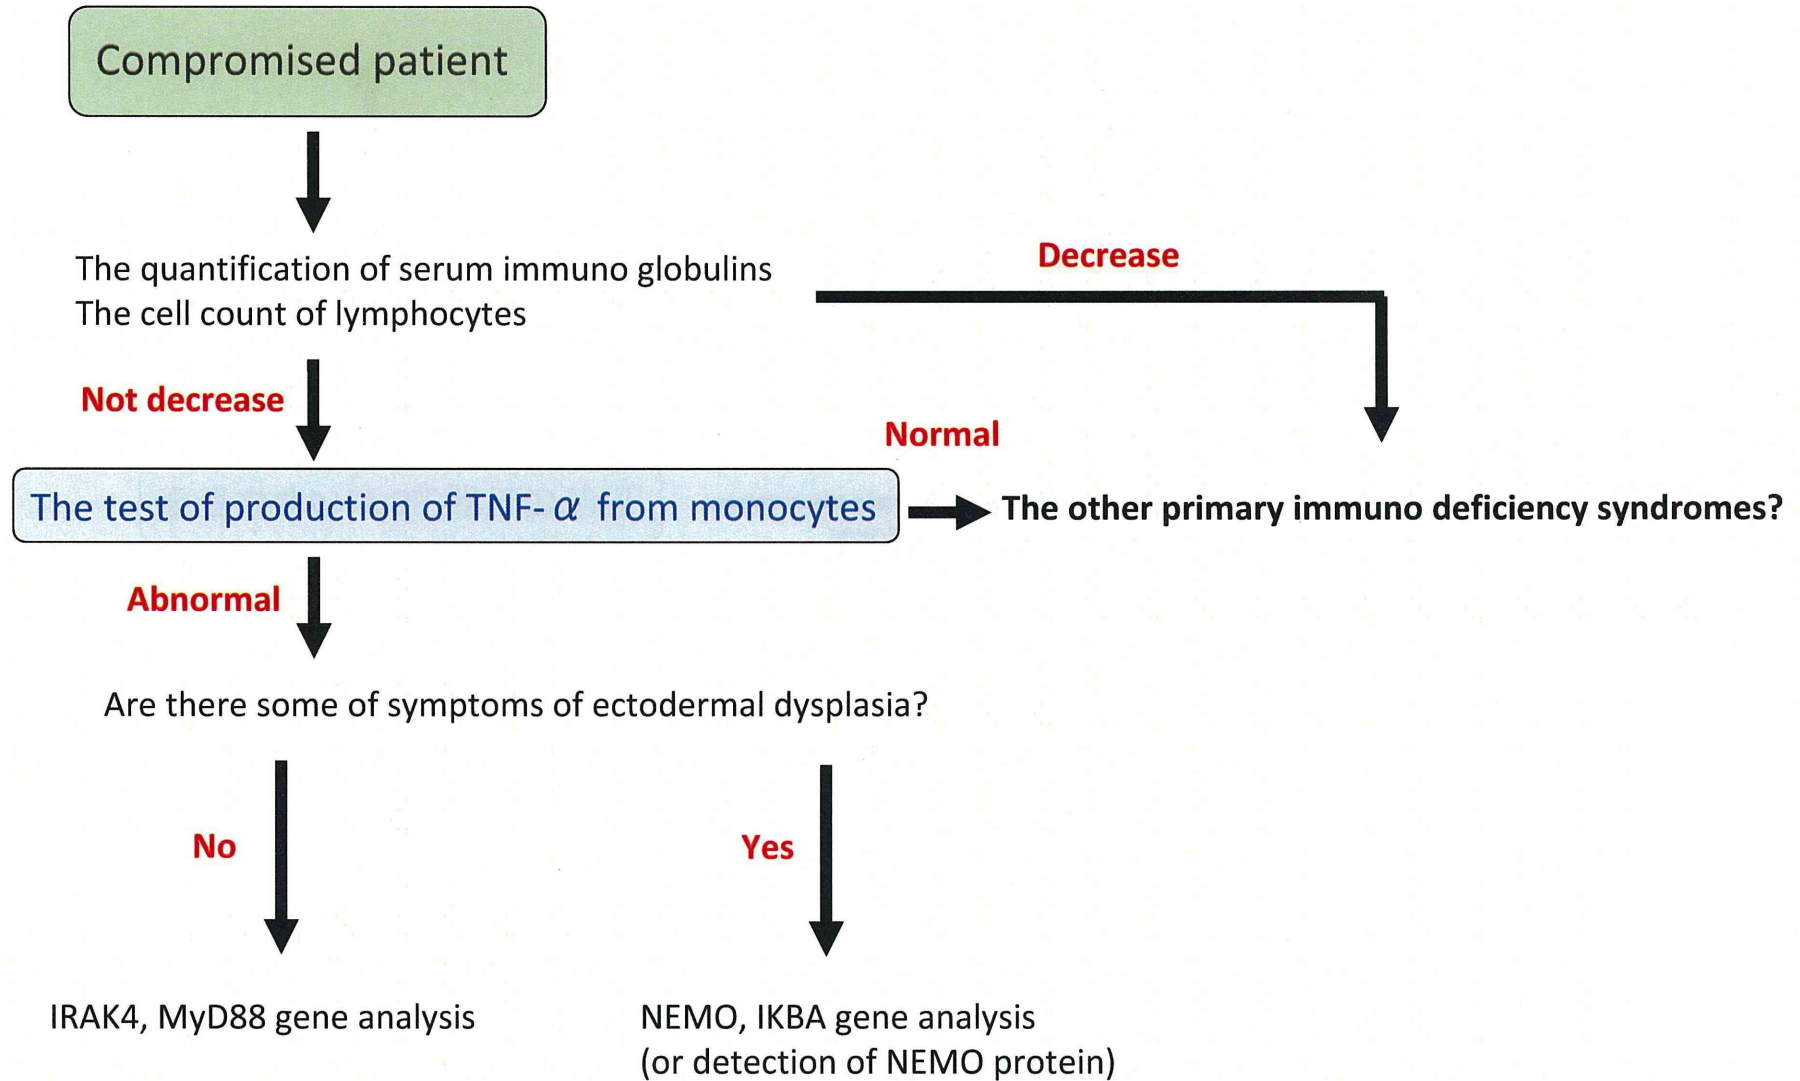 Compromised patient
The quantification of serum immuno globulins
The cell count of lymphocytes
Decrease
Not decrease
Normal
The test of production of TNF- α from monocytes
The other primary immuno deficiency syndromes?
Abnormal
Are there some of symptoms of ectodermal dysplasia?
No
Yes
IRAK4, MyD88 gene analysis
NEMO, IKBA gene analysis
(or detection of NEMO protein)